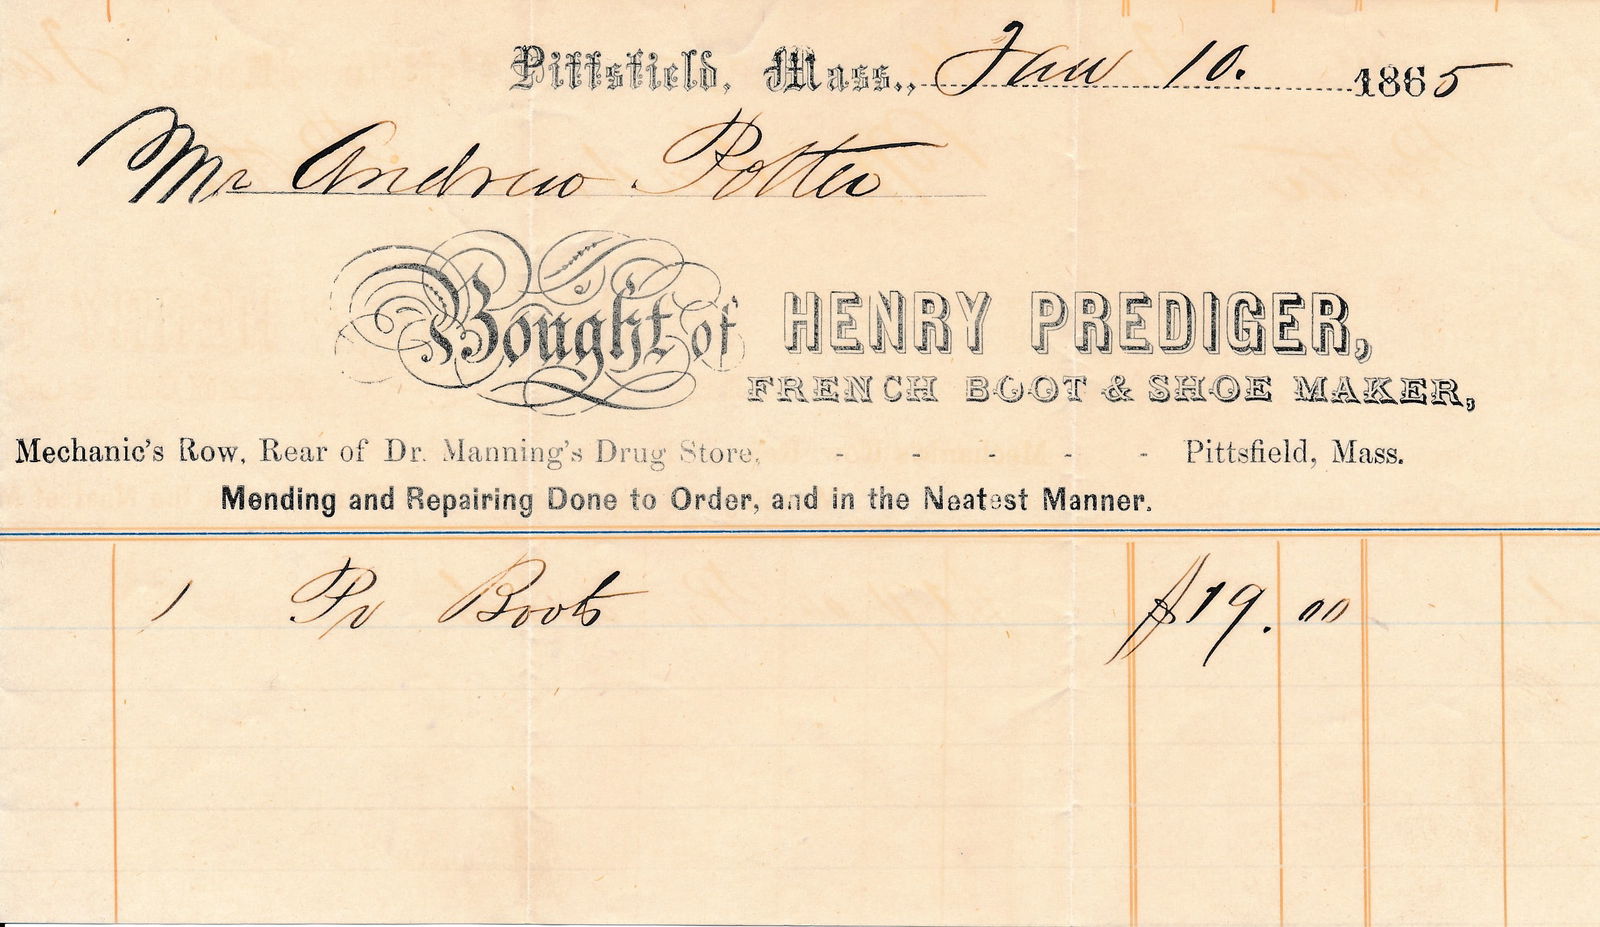 Pittsfield, Mass., Jan 10. 1865
Mr Andrew Potter
Bought of HENRY PREDIGER,
FRENCH BOOT & SHOE MAKER,
Mechanic's Row, Rear of Dr. Manning's Drug Store, - - - - - Pittsfield, Mass.
Mending and Repairing Done to Order, and in the Neatest Manner.
1 Pr Boots $19.00